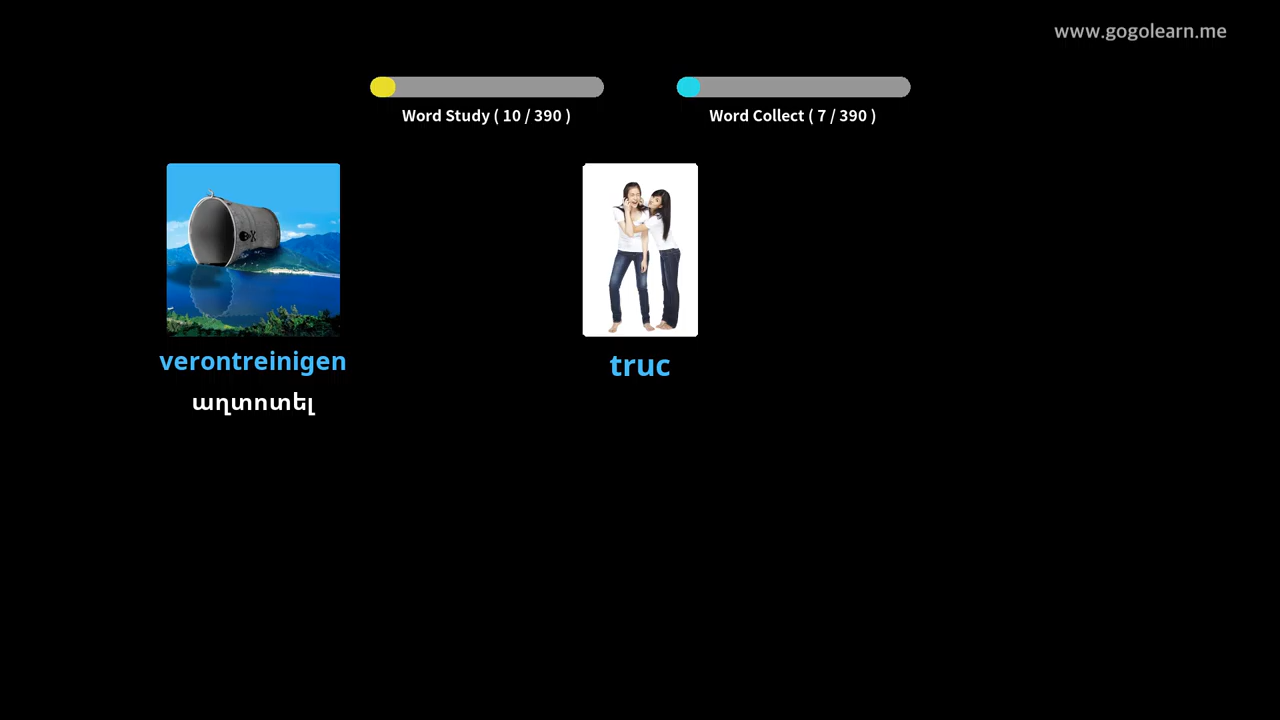 www.gogolearn.me
Word Study ( 10 / 390 )
Word Collect ( 7 / 390 )
verontreinigen
աղտոտել
truc